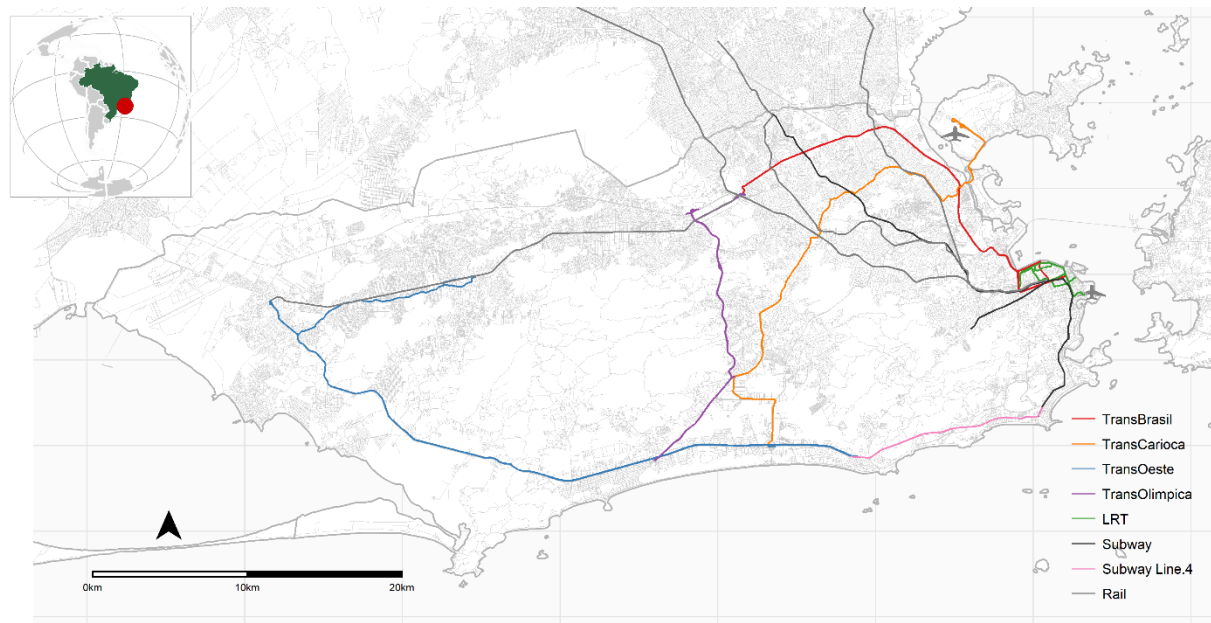 TransBrasil
TransCarioca
TransOeste
TransOlimpica
LRT
Subway
Subway Line.4
Rail
0km 10km 20km